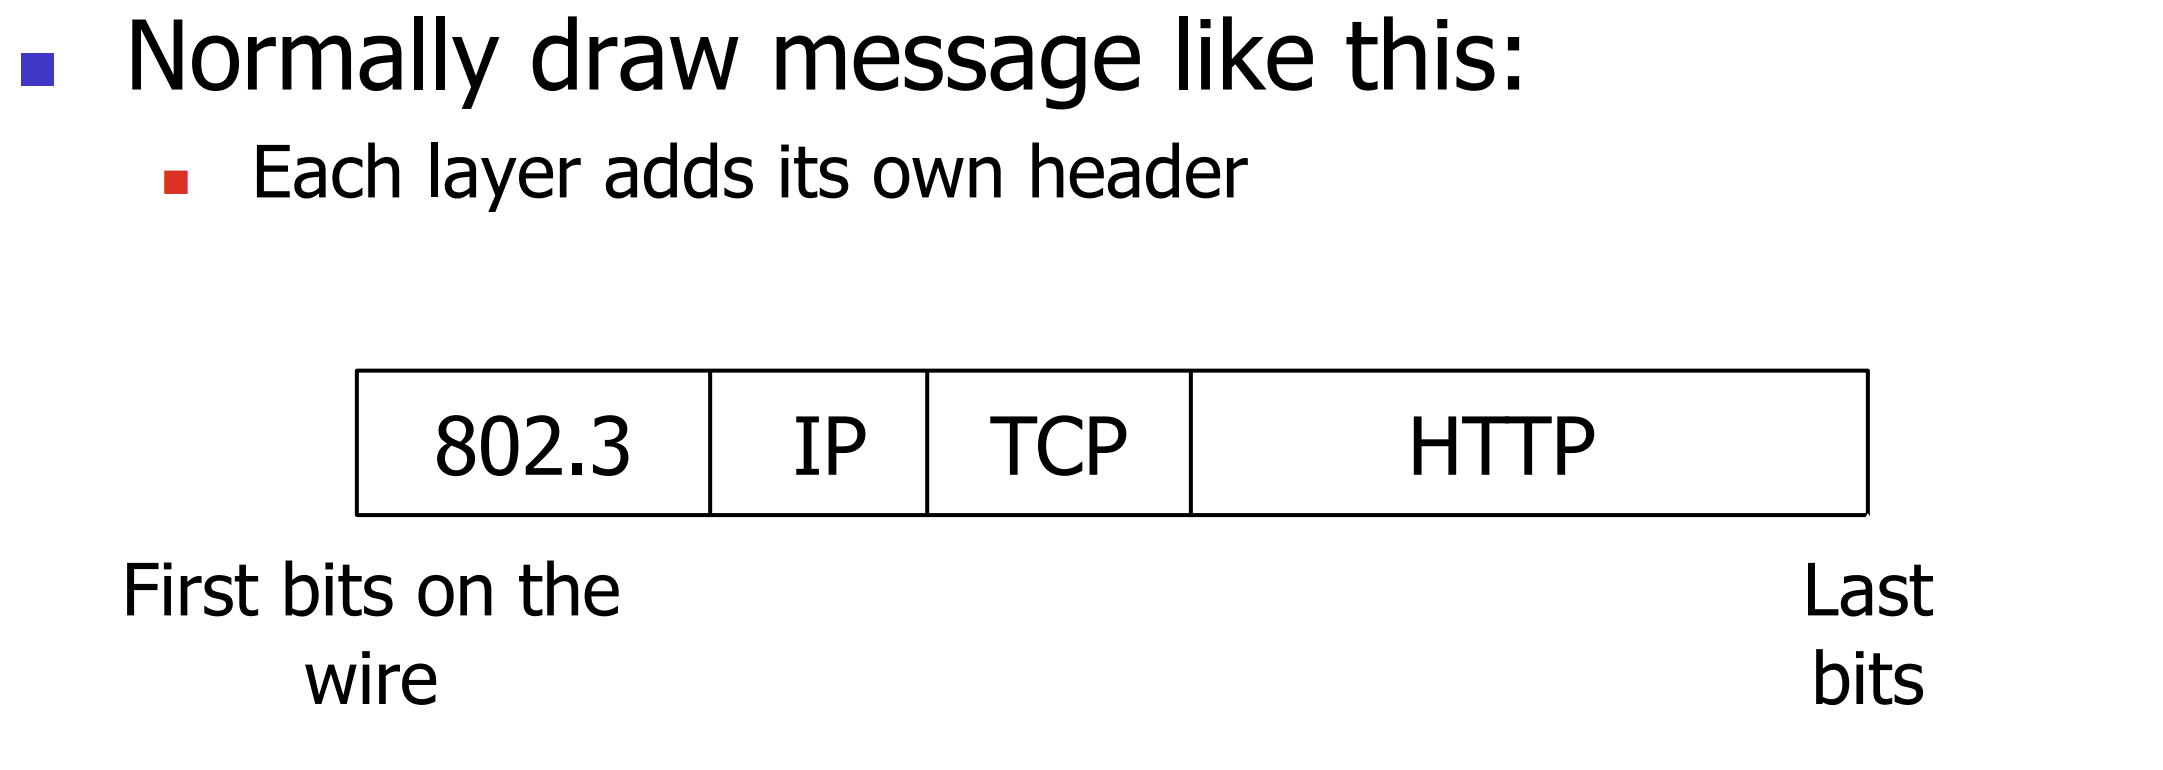 Normally draw message like this:
Each layer adds its own header
802.3 IP TCP HTTP
First bits on the Last
wire bits